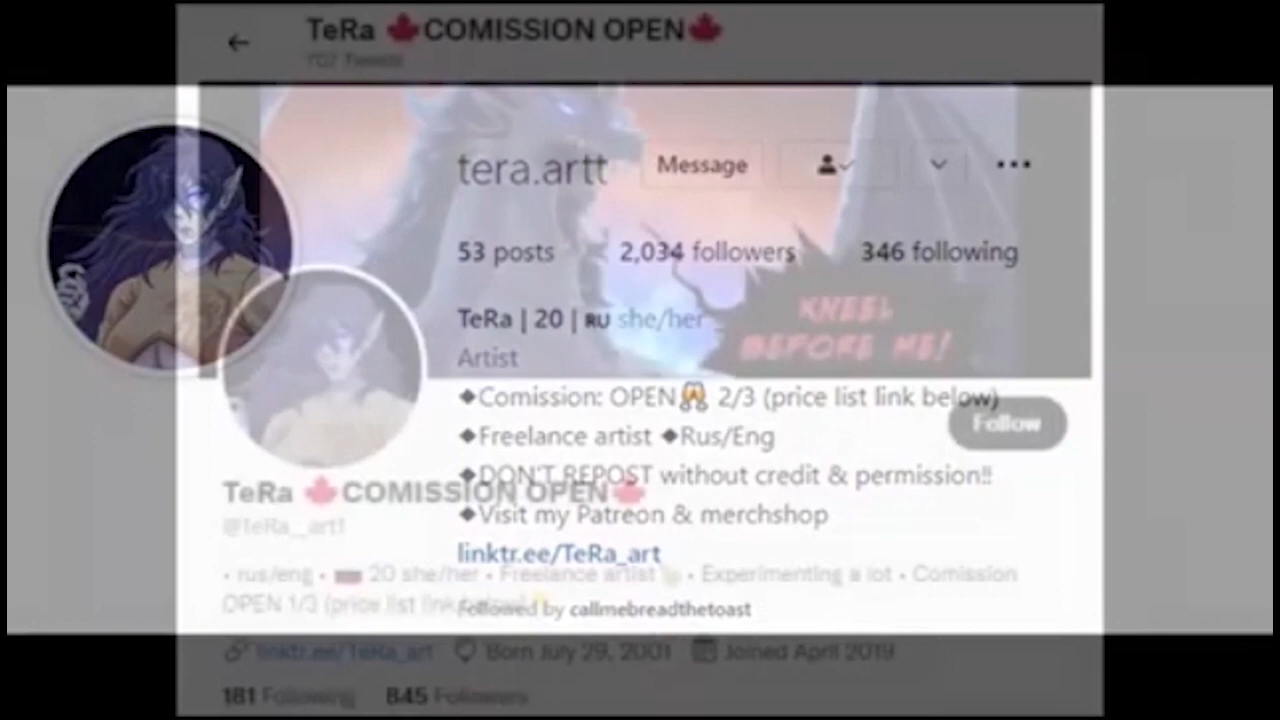 TeRa 🍁COMISSION OPEN🍁
707 Tweets
tera.artt Message
53 posts 2,034 followers 346 following
KNEEL
BEFORE ME!
TeRa | 20 | RU she/her
Artist
◆Comission: OPEN🙌 2/3 (price list link below)
◆Freelance artist ◆Rus/Eng
Follow
◆DON'T REPOST without credit & permission!!
TeRa 🍁COMISSION OPEN🍁
◆Visit my Patreon & merchshop
@TeRa__art1
linktr.ee/TeRa_art
• rus/eng • 🇷🇺 20 she/her • Freelance artist • Experimenting a lot • Comission
OPEN 1/3 (price list link below)
Followed by callmebreadthetoast
linktr.ee/TeRa_art Born July 29, 2001 Joined April 2019
181 Following 845 Followers